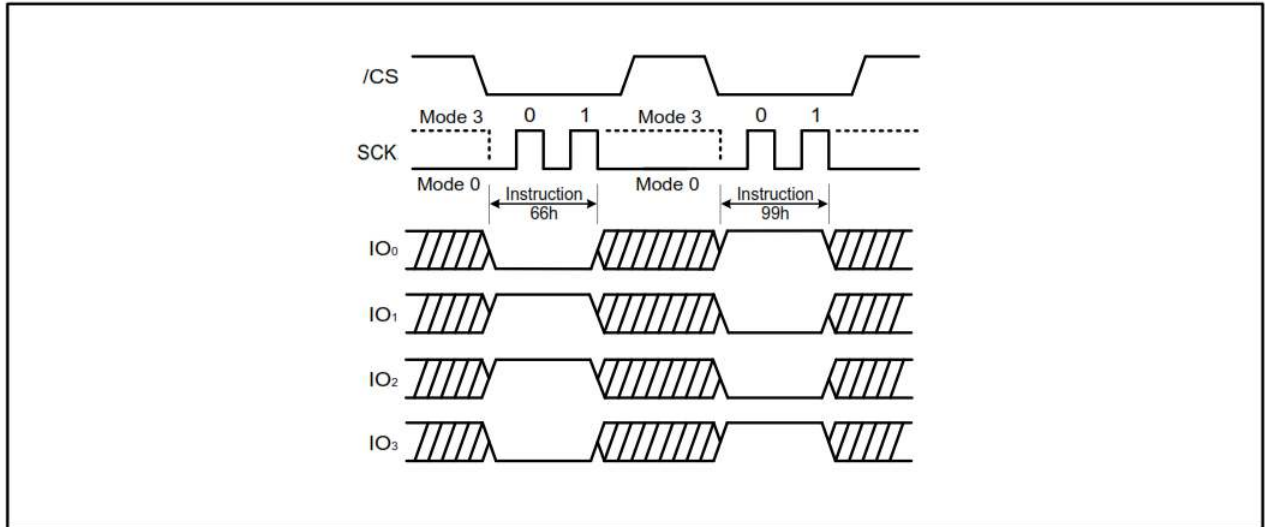 /CS
Mode 3 0 1 Mode 3 0 1
SCK
Mode 0 Mode 0
Instruction Instruction
66h 99h
IO₀
IO₁
IO₂
IO₃